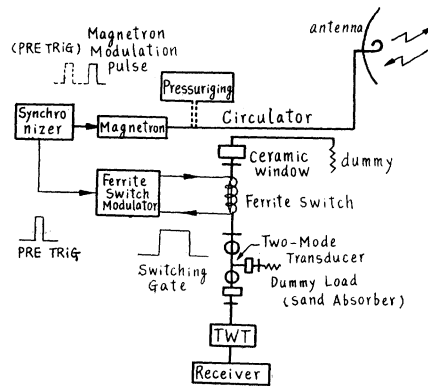 antenna
(PRE TRiG)
Magnetron
Modulation
pulse
Pressuriging
Circulator
Synchro
nizer
Magnetron
Ceramic
window
dummy
Ferrite
Switch
Modulator
Ferrite Switch
PRE TRiG
Switching
Gate
Two-Mode
Transducer
Dummy Load
(Sand Absorber)
TWT
Receiver